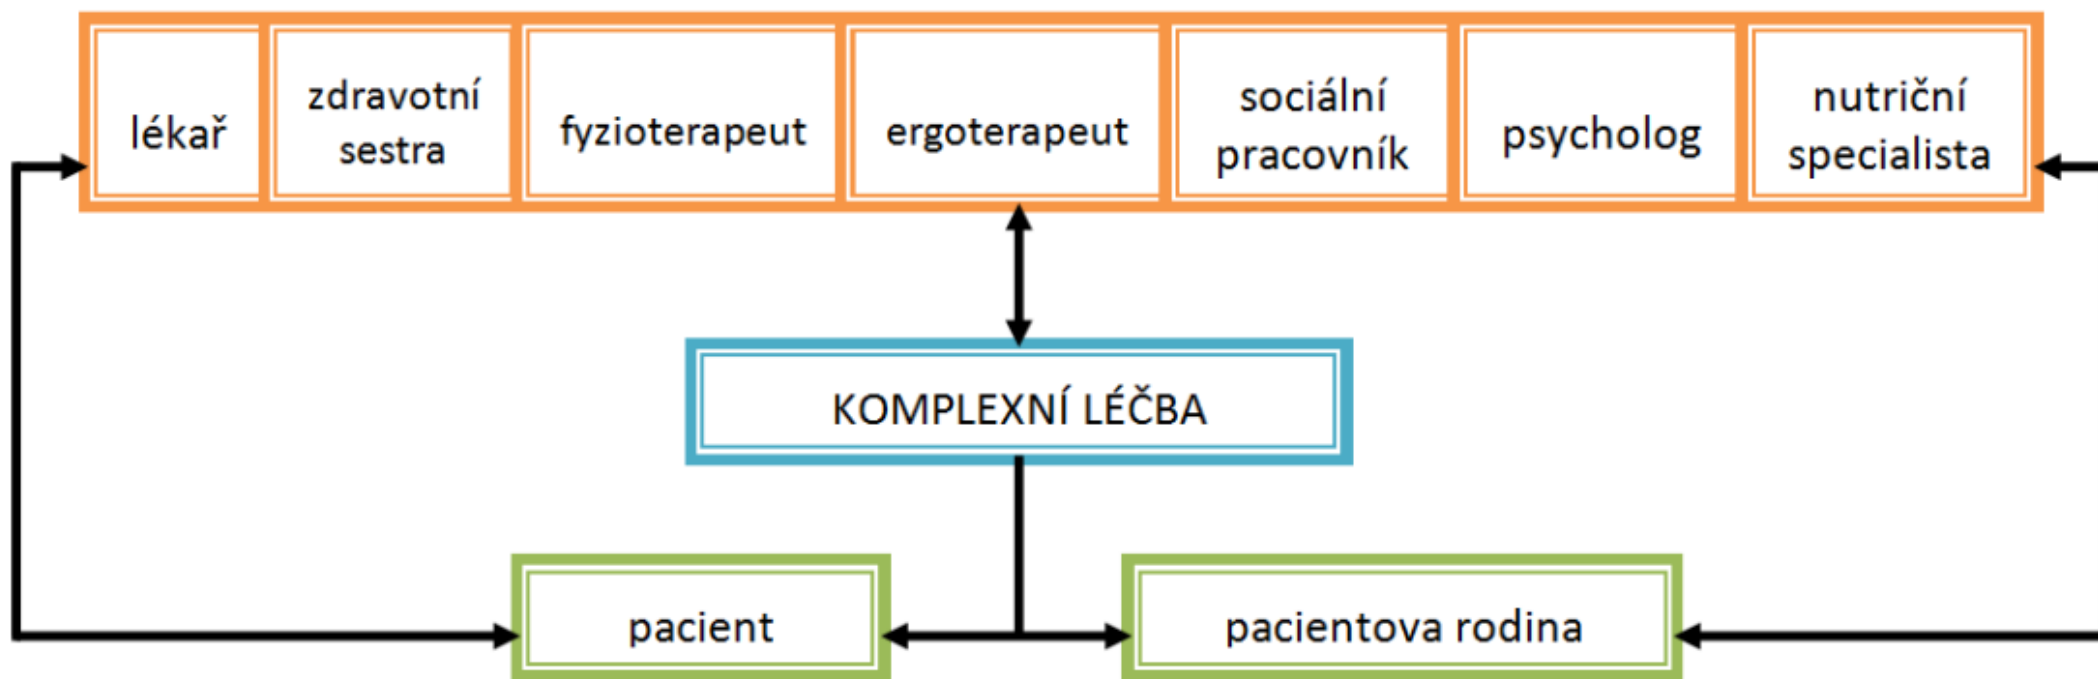 lékař
zdravotní
sestra
fyzioterapeut
ergoterapeut
sociální
pracovník
psycholog
nutriční
specialista
KOMPLEXNÍ LÉČBA
pacient
pacientova rodina